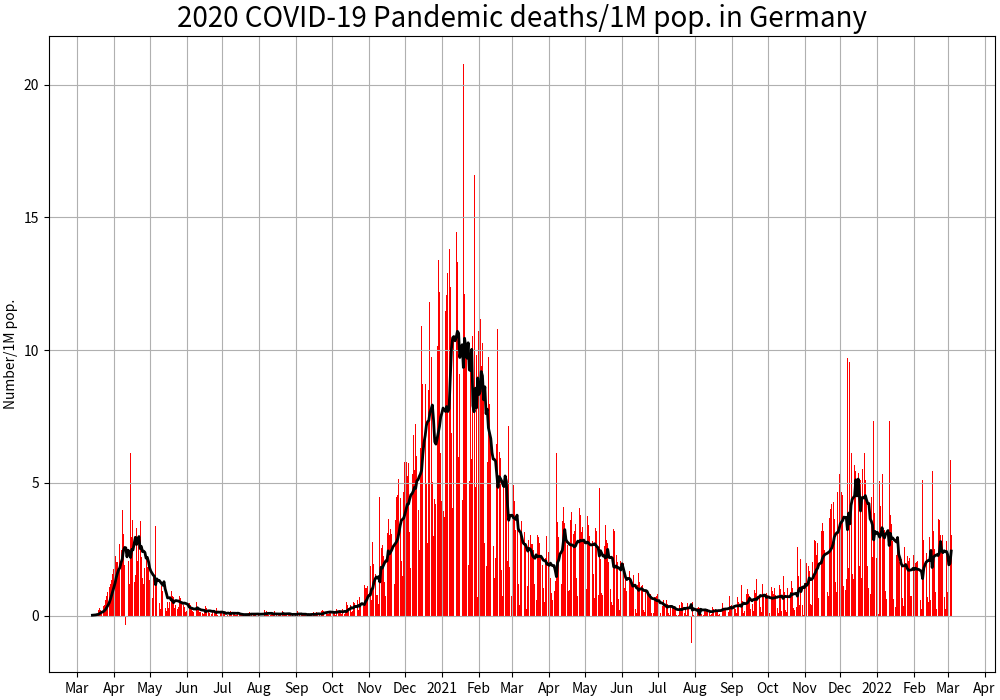 2020 COVID-19 Pandemic deaths/1M pop. in Germany
Number/1M pop.
20
15
10
5
0
Mar Apr May Jun Jul Aug Sep Oct Nov Dec 2021 Feb Mar Apr May Jun Jul Aug Sep Oct Nov Dec 2022 Feb Mar Apr